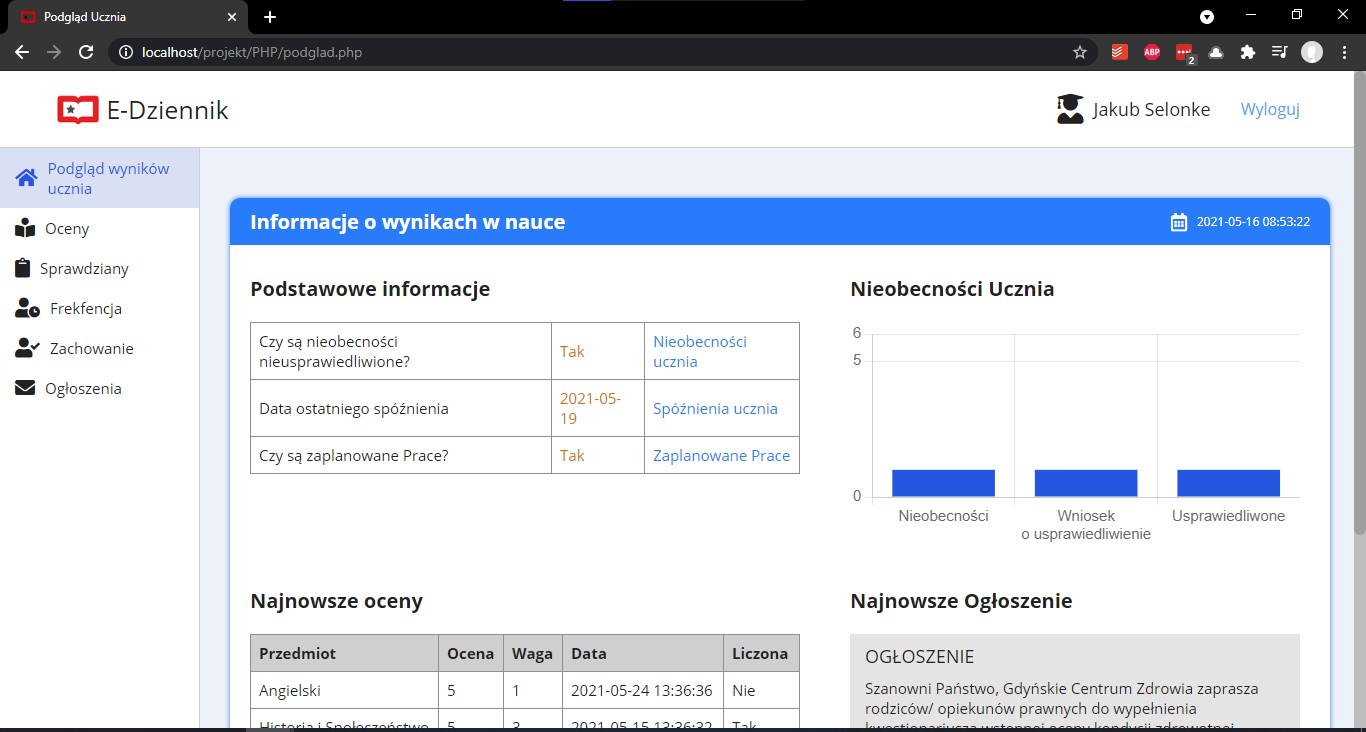 Podgląd Ucznia
localhost/projekt/PHP/podglad.php
ABP
2
E-Dziennik
Jakub Selonke
Wyloguj
Podgląd wyników
ucznia
Oceny
Sprawdziany
Frekfencja
Zachowanie
Ogłoszenia
Informacje o wynikach w nauce
2021-05-16 08:53:22
Podstawowe informacje
Czy są nieobecności
nieusprawiedliwione?
Tak
Nieobecności
ucznia
Data ostatniego spóźnienia
2021-05-
19
Spóźnienia ucznia
Czy są zaplanowane Prace?
Tak
Zaplanowane Prace
Nieobecności Ucznia
6
5
0
Nieobecności
Wniosek
o usprawiedliwienie
Usprawiedliwone
Najnowsze oceny
Przedmiot Ocena Waga Data Liczona
Angielski 5 1 2021-05-24 13:36:36 Nie
Historia i Społeczeństwo 5 3 2021-05-15 13:36:32 Tak
Najnowsze Ogłoszenie
OGŁOSZENIE
Szanowni Państwo, Gdyńskie Centrum Zdrowia zaprasza
rodziców/ opiekunów prawnych do wypełnienia
kwestionariusza wstępnej oceny kondycji zdrowotnej